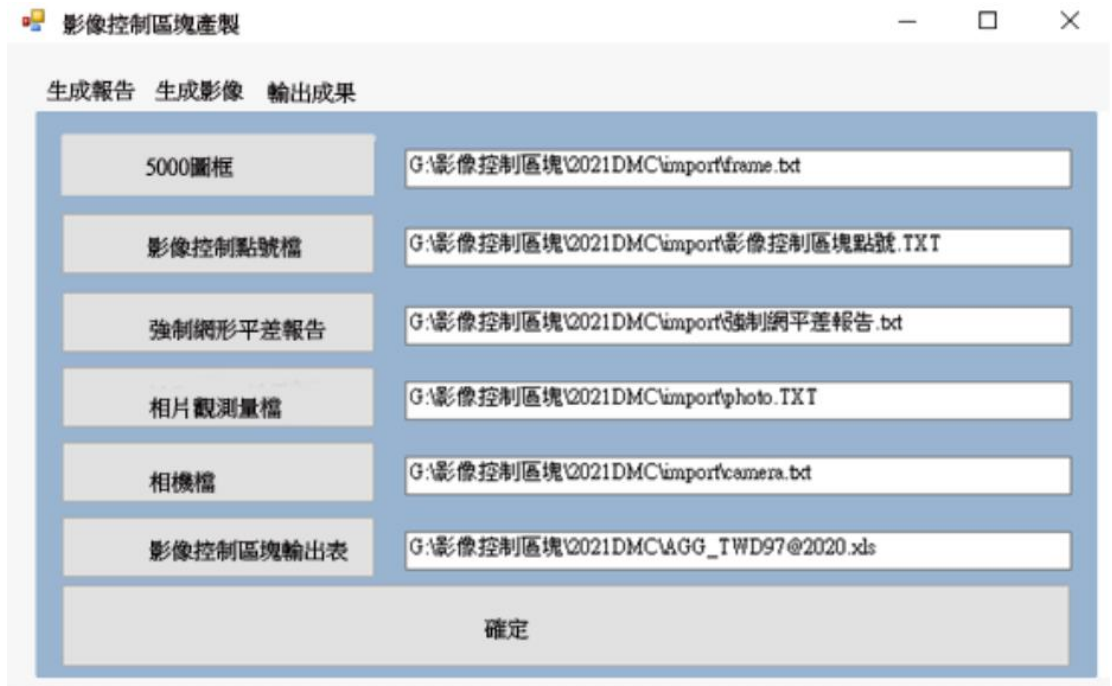 影像控制區塊產製
生成報告 生成影像 輸出成果
5000圖框 G:\影像控制區塊\2021DMC\import\frame.txt
影像控制點號檔 G:\影像控制區塊\2021DMC\import\影像控制區塊點號.TXT
強制網形平差報告 G:\影像控制區塊\2021DMC\import\強制網平差報告.txt
相片觀測量檔 G:\影像控制區塊\2021DMC\import\photo.TXT
相機檔 G:\影像控制區塊\2021DMC\import\camera.txt
影像控制區塊輸出表 G:\影像控制區塊\2021DMC\AGG_TWD97@2020.xls
確定